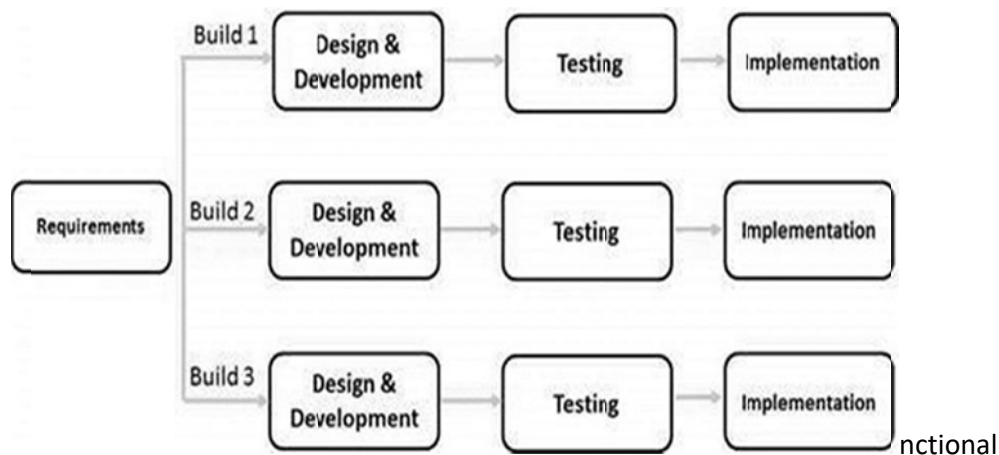 Build 1
Design &
Development
Testing
Implementation
Requirements
Build 2
Design &
Development
Testing
Implementation
Build 3
Design &
Development
Testing
Implementation
nctional